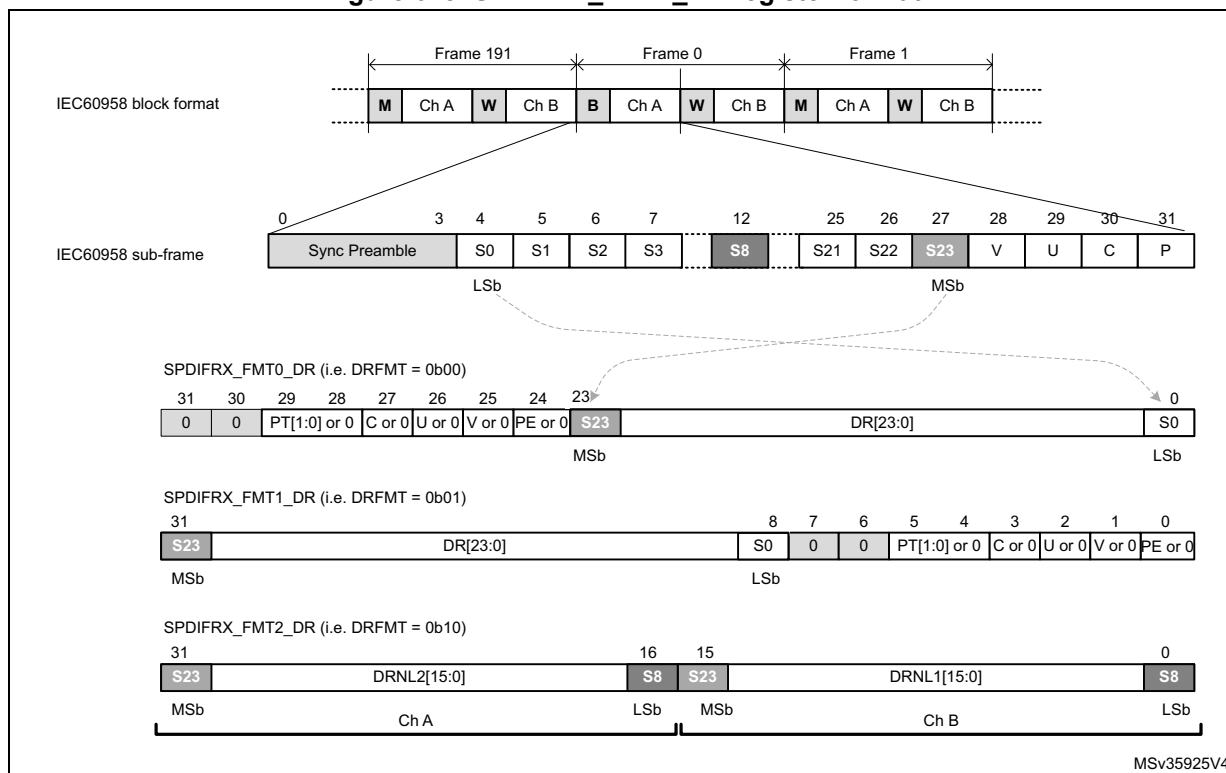 Frame 191 Frame 0 Frame 1
IEC60958 block format
M Ch A W Ch B B Ch A W Ch B M Ch A W Ch B
0 3 4 5 6 7 12 25 26 27 28 29 30 31
IEC60958 sub-frame
Sync Preamble S0 S1 S2 S3 S8 S21 S22 S23 V U C P
LSb MSb
SPDIFRX_FMT0_DR (i.e. DRFMT = 0b00)
31 30 29 28 27 26 25 24 23 0
0 0 PT[1:0] or 0 C or 0 U or 0 V or 0 PE or 0 S23 DR[23:0] S0
MSb LSb
SPDIFRX_FMT1_DR (i.e. DRFMT = 0b01)
31 8 7 6 5 4 3 2 1 0
S23 DR[23:0] S0 0 0 PT[1:0] or 0 C or 0 U or 0 V or 0 PE or 0
MSb LSb
SPDIFRX_FMT2_DR (i.e. DRFMT = 0b10)
31 16 15 0
S23 DRNL2[15:0] S8 S23 DRNL1[15:0] S8
MSb LSb MSb LSb
Ch A Ch B
MSv35925V4